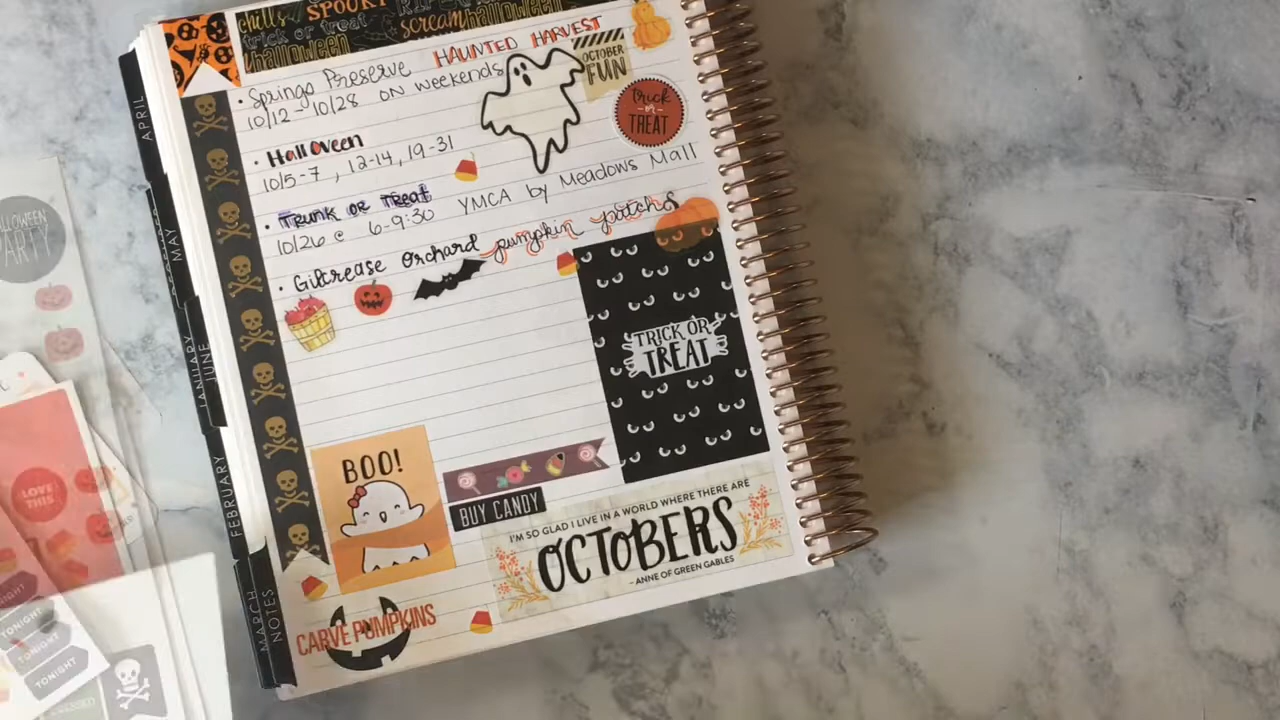 chills SPOOKY
trick or treat scream halloween
halloween
HAUNTED HARVEST
• Springs Preserve
10/12 - 10/28 on weekends
OCTOBER
FUN
trick
or
TREAT
• Halloween
10/5-7, 12-14, 19-31
• Trunk or Treat
10/26 @ 6-9:30 YMCA by Meadows Mall
• Gilcrease Orchard pumpkin patch
TRICK OR
TREAT
BOO!
BUY CANDY
I'M SO GLAD I LIVE IN A WORLD WHERE THERE ARE
OCTOBERS
- ANNE OF GREEN GABLES
CARVE PUMPKINS
APRIL
MAY
JANUARY
JUNE
FEBRUARY
MARCH
NOTES
HALLOWEEN
PARTY
LOVE
THIS
TONIGHT
TONIGHT
TONIGHT